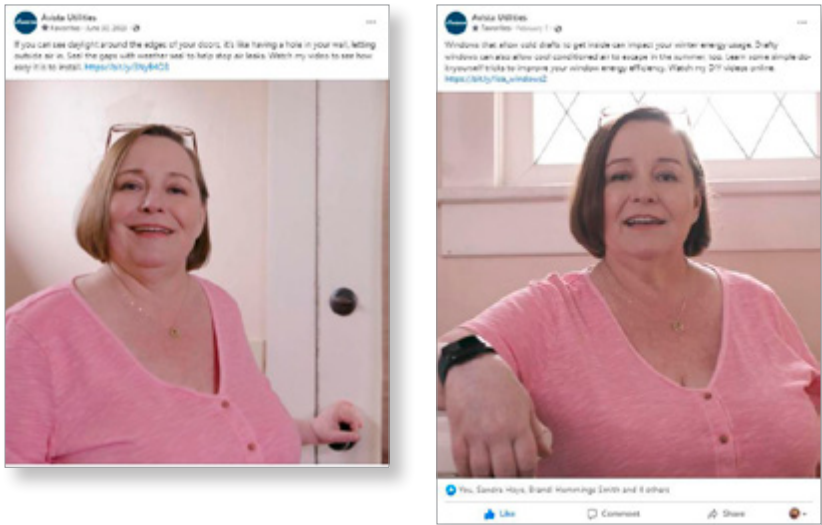 Avista Utilities
Favorites · June 30, 2022 ·
If you can see daylight around the edges of your doors, it's like having a hole in your wall, letting
outside air in. Seal the gaps with weather seal to help stop air leaks. Watch my video to see how
easy it is to install.
Avista Utilities
Favorites · February 7 ·
Windows that allow cold drafts to get inside can impact your winter energy usage. Drafty
windows can also allow cool conditioned air to escape in the summer, too. Learn some simple do-
it-yourself tricks to improve your window energy efficiency. Watch my DIY videos online.
You, Sandra Hoye, Brandi Hemmings Smith and 4 others
Like
Comment
Share